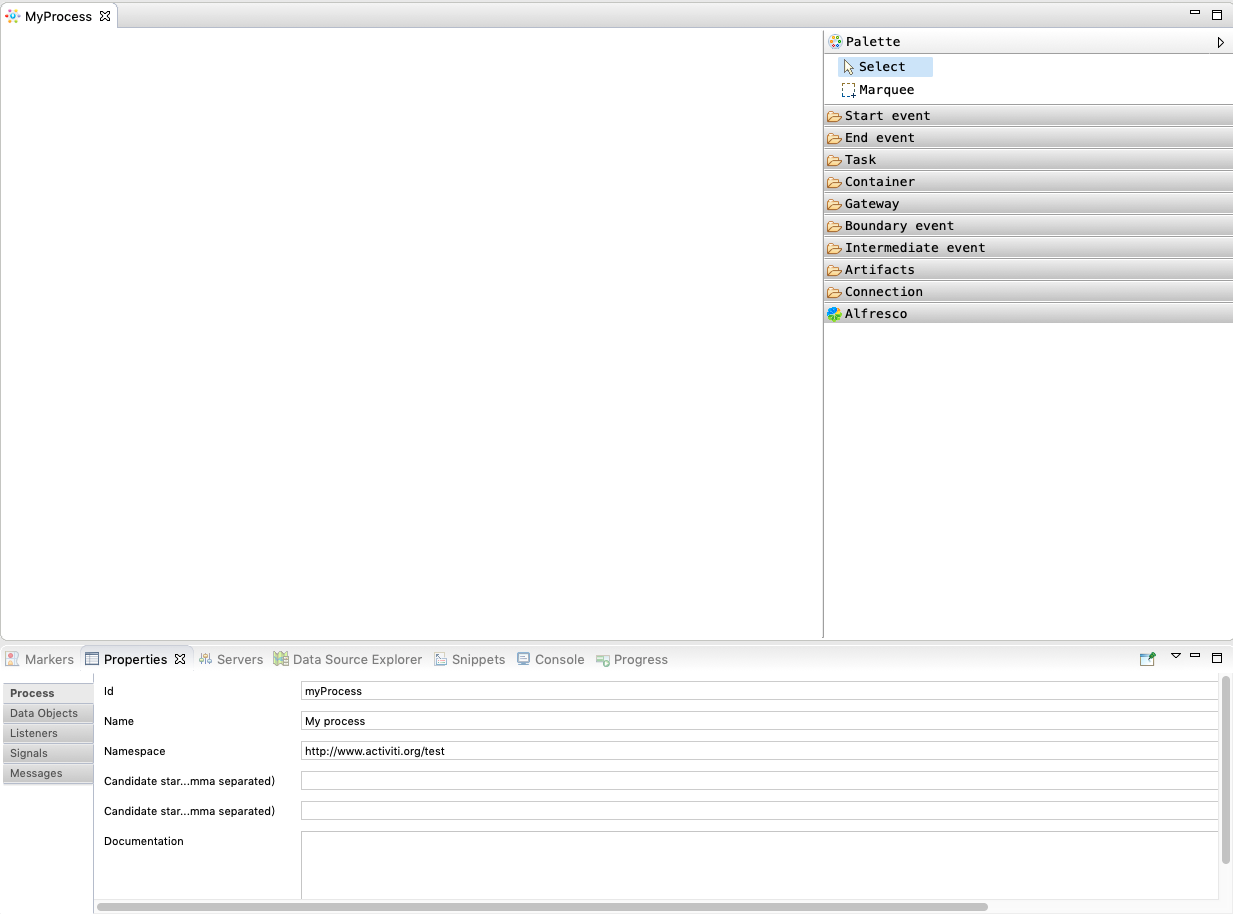 MyProcess
Palette
Select
Marquee
Start event
End event
Task
Container
Gateway
Boundary event
Intermediate event
Artifacts
Connection
Alfresco
Markers Properties Servers Data Source Explorer Snippets Console Progress
Process
Data Objects
Listeners
Signals
Messages
Id myProcess
Name My process
Namespace http://www.activiti.org/test
Candidate star...mma separated)
Candidate star...mma separated)
Documentation